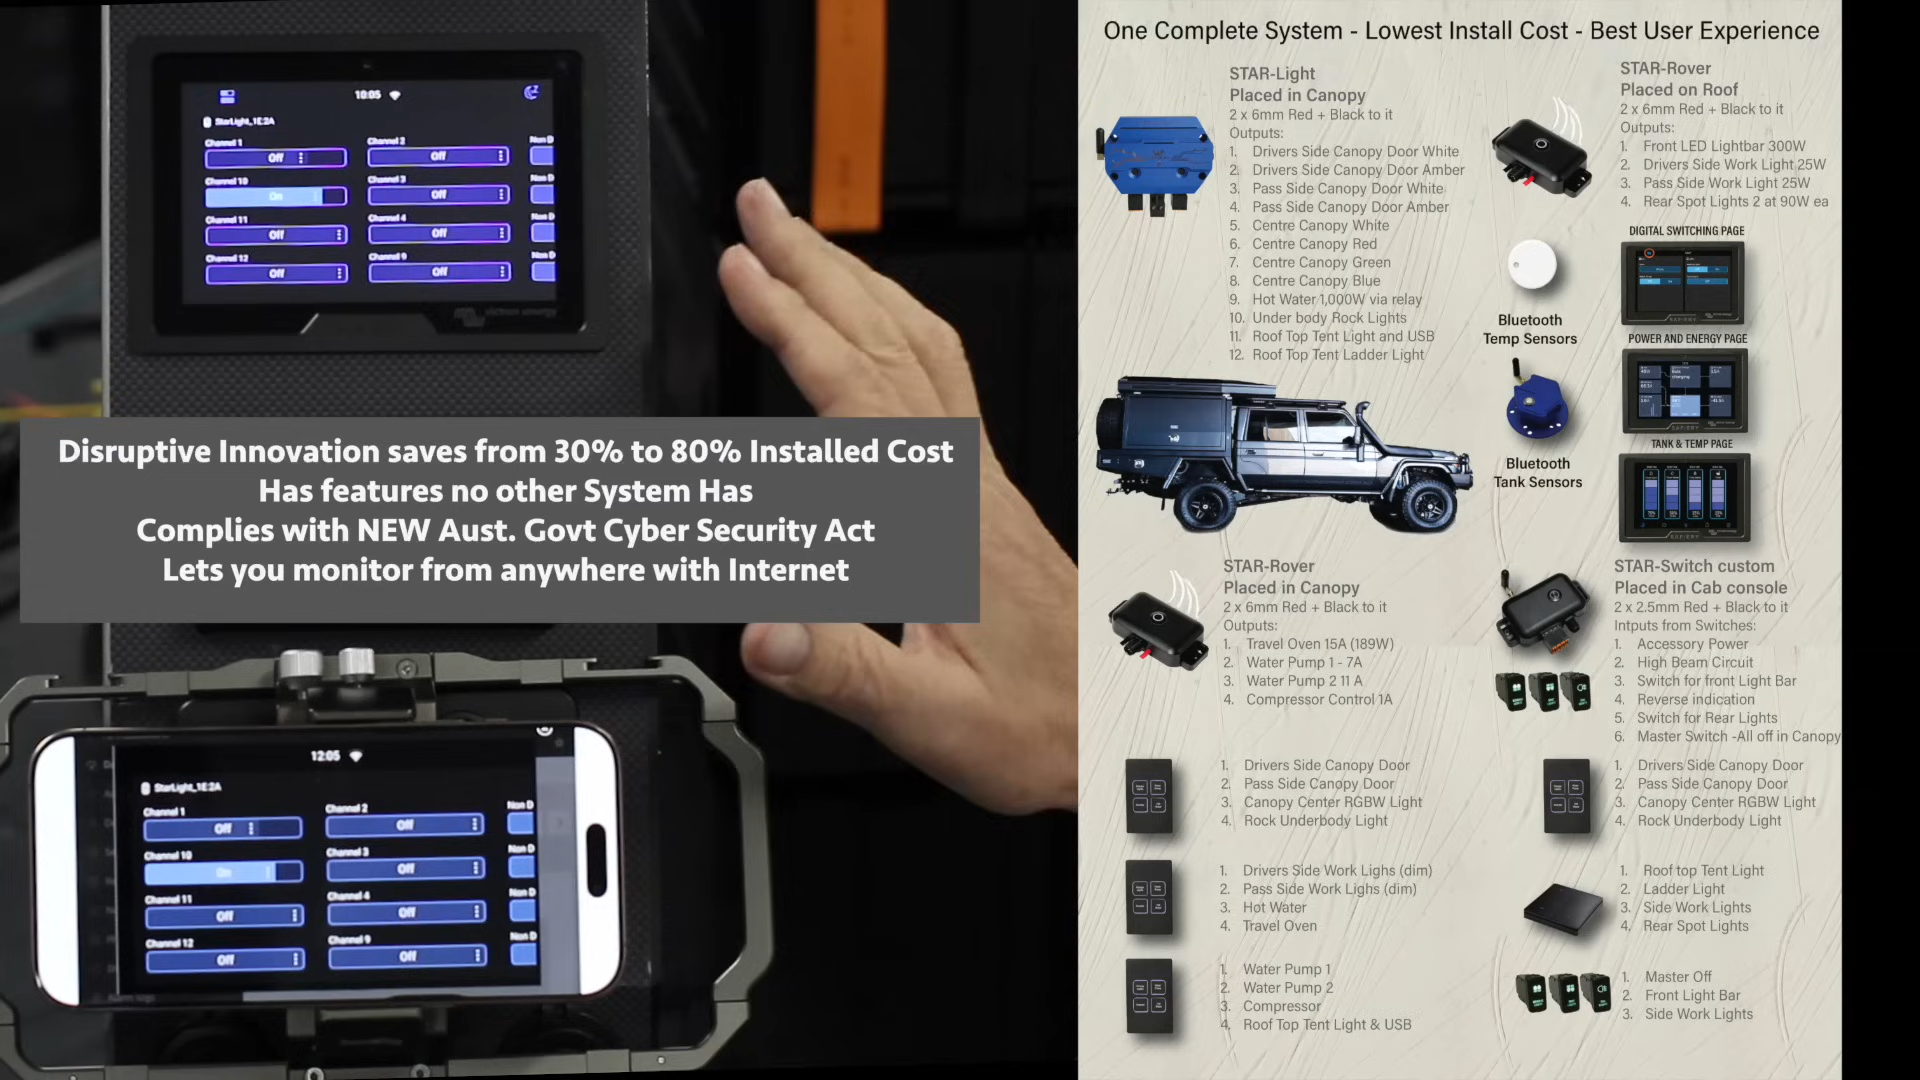 10:05
StarLight_1E2A
Channel 1
Off
Channel 2
Off
Non D
Channel 10
On
Channel 3
Off
Non D
Channel 11
Off
Channel 4
Off
Non D
Channel 12
Off
Channel 9
Off
Non D
victron energy
Disruptive Innovation saves from 30% to 80% Installed Cost
Has features no other System Has
Complies with NEW Aust. Govt Cyber Security Act
Lets you monitor from anywhere with Internet
12:05
StarLight_1E2A
Channel 1
Off
Channel 2
Off
Non D
Channel 10
On
Channel 3
Off
Non D
Channel 11
Off
Channel 4
Off
Non D
Channel 12
Off
Channel 9
Off
Non D
One Complete System - Lowest Install Cost - Best User Experience
STAR-Light
Placed in Canopy
2 x 6mm Red + Black to it
Outputs:
1. Drivers Side Canopy Door White
2. Drivers Side Canopy Door Amber
3. Pass Side Canopy Door White
4. Pass Side Canopy Door Amber
5. Centre Canopy White
6. Centre Canopy Red
7. Centre Canopy Green
8. Centre Canopy Blue
9. Hot Water 1,000W via relay
10. Under body Rock Lights
11. Roof Top Tent Light and USB
12. Roof Top Tent Ladder Light
STAR-Rover
Placed on Roof
2 x 6mm Red + Black to it
Outputs:
1. Front LED Lightbar 300W
2. Drivers Side Work Light 25W
3. Pass Side Work Light 25W
4. Rear Spot Lights 2 at 90W ea
DIGITAL SWITCHING PAGE
Bluetooth
Temp Sensors
POWER AND ENERGY PAGE
TANK & TEMP PAGE
Bluetooth
Tank Sensors
STAR-Rover
Placed in Canopy
2 x 6mm Red + Black to it
Outputs:
1. Travel Oven 15A (189W)
2. Water Pump 1 - 7A
3. Water Pump 2 11 A
4. Compressor Control 1A
STAR-Switch custom
Placed in Cab console
2 x 2.5mm Red + Black to it
Intputs from Switches:
1. Accessory Power
2. High Beam Circuit
3. Switch for front Light Bar
4. Reverse indication
5. Switch for Rear Lights
6. Master Switch -All off in Canopy
1. Drivers Side Canopy Door
2. Pass Side Canopy Door
3. Canopy Center RGBW Light
4. Rock Underbody Light
1. Drivers Side Canopy Door
2. Pass Side Canopy Door
3. Canopy Center RGBW Light
4. Rock Underbody Light
1. Drivers Side Work Lighs (dim)
2. Pass Side Work Lighs (dim)
3. Hot Water
4. Travel Oven
1. Roof top Tent Light
2. Ladder Light
3. Side Work Lights
4. Rear Spot Lights
1. Water Pump 1
2. Water Pump 2
3. Compressor
4. Roof Top Tent Light & USB
1. Master Off
2. Front Light Bar
3. Side Work Lights